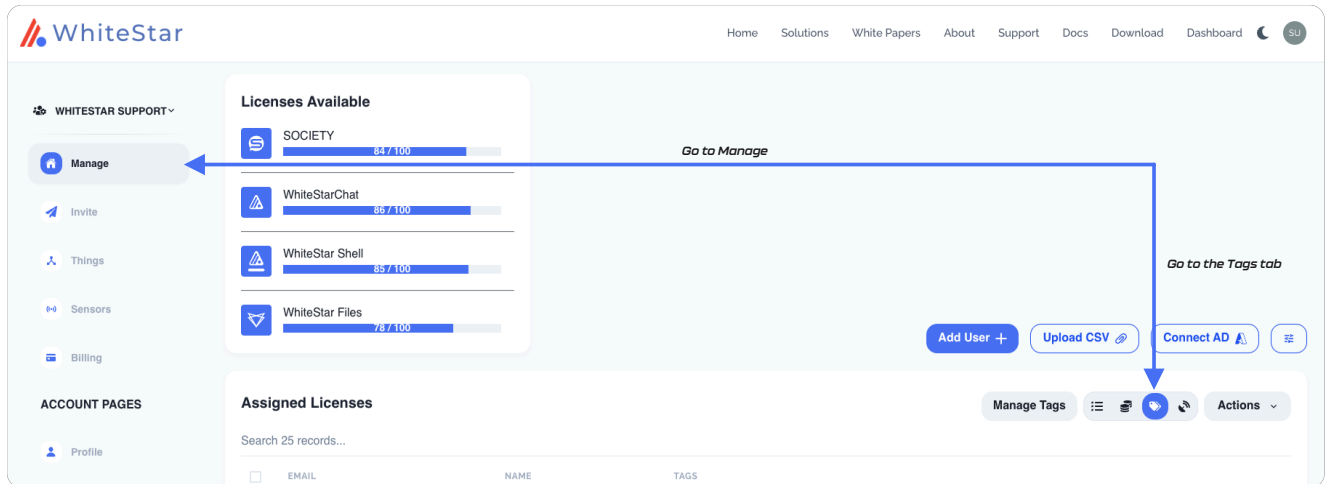 WhiteStar
Home Solutions White Papers About Support Docs Download Dashboard SU
WHITESTAR SUPPORT
Manage
Invite
Things
Sensors
Billing
ACCOUNT PAGES
Profile
Licenses Available
SOCIETY
84 / 100
WhiteStarChat
86 / 100
WhiteStar Shell
85 / 100
WhiteStar Files
78 / 100
Go to Manage
Go to the Tags tab
Add User + Upload CSV Connect AD
Assigned Licenses
Manage Tags Actions
Search 25 records...
EMAIL NAME TAGS